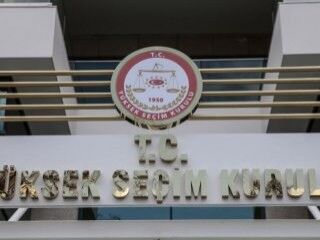 T.C.
YÜKSEK SEÇİM KURULU
1950
T.C.
ÜKSEK SEÇİM KURUL